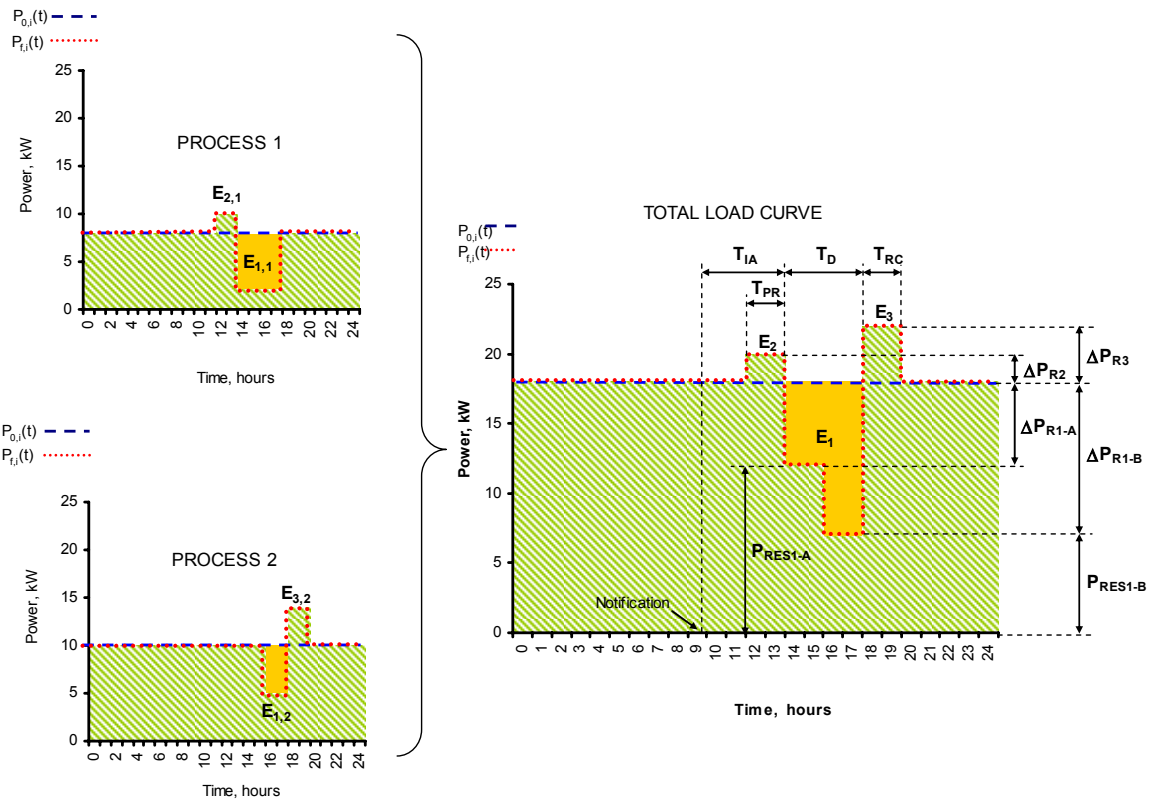 P0,i(t)
Pf,i(t)
25
20
15
10
5
0
Power, kW
PROCESS 1
E2,1
E1,1
0 2 4 6 8 10 12 14 16 18 20 22 24
Time, hours
P0,i(t)
Pf,i(t)
25
20
15
10
5
0
Power, kW
PROCESS 2
E3,2
E1,2
0 2 4 6 8 10 12 14 16 18 20 22 24
Time, hours
TOTAL LOAD CURVE
P0,i(t)
Pf,i(t)
TIA
TD
TRC
TPR
25
20
15
10
5
0
Power, kW
E2
E3
E1
ΔPR3
ΔPR2
ΔPR1-A
ΔPR1-B
PRES1-A
PRES1-B
Notification
0 1 2 3 4 5 6 7 8 9 10 11 12 13 14 15 16 17 18 19 20 21 22 23 24
Time, hours